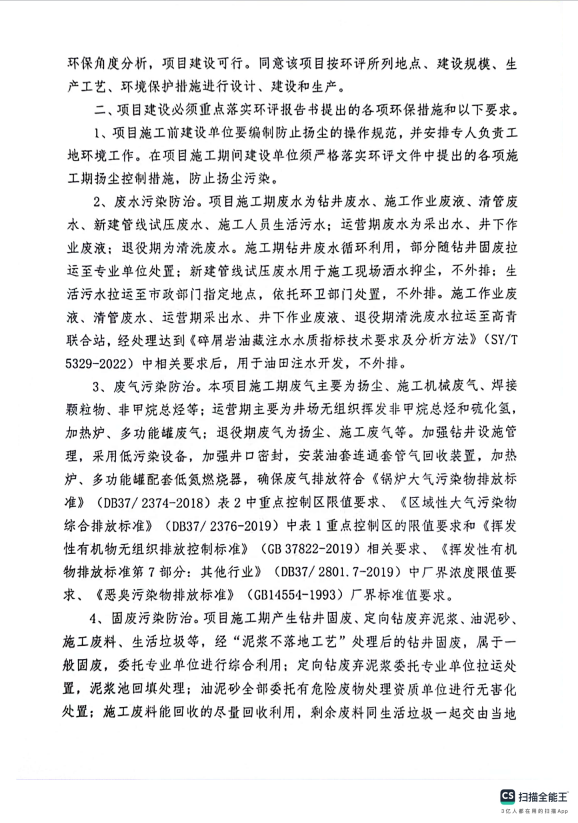 环保角度分析，项目建设可行。同意该项目按环评所列地点、建设规模、生
产工艺、环境保护措施进行设计、建设和生产。
二、项目建设必须重点落实环评报告书提出的各项环保措施和以下要求。
1、项目施工前建设单位要编制防止扬尘的操作规范，并安排专人负责工
地环境工作。在项目施工期间建设单位须严格落实环评文件中提出的各项施
工期扬尘控制措施，防止扬尘污染。
2、废水污染防治。项目施工期废水为钻井废水、施工作业废液、清管废
水、新建管线试压废水、施工人员生活污水；运营期废水为采出水、井下作
业废液；退役期为清洗废水。施工期钻井废水循环利用，部分随钻井固废拉
运至专业单位处置；新建管线试压废水用于施工现场洒水抑尘，不外排；生
活污水拉运至市政部门指定地点，依托环卫部门处置，不外排。施工作业废
液、清管废水、运营期采出水、井下作业废液、退役期清洗废水拉运至高青
联合站，经处理达到《碎屑岩油藏注水水质指标技术要求及分析方法》（SY/T
5329-2022）中相关要求后，用于油田注水开发，不外排。
3、废气污染防治。本项目施工期废气主要为扬尘、施工机械废气、焊接
颗粒物、非甲烷总烃等；运营期主要为井场无组织挥发非甲烷总烃和硫化氢，
加热炉、多功能罐废气；退役期废气为扬尘、施工废气等。加强钻井设施管
理，采用低污染设备，加强井口密封，安装油套连通套管气回收装置，加热
炉、多功能罐配套低氮燃烧器，确保废气排放符合《锅炉大气污染物排放标
准》（DB37/ 2374-2018）表 2 中重点控制区限值要求、《区域性大气污染物
综合排放标准》（DB37/ 2376-2019）中表 1 重点控制区的限值要求和《挥发
性有机物无组织排放控制标准》（GB 37822-2019）相关要求、《挥发性有机
物排放标准第 7 部分：其他行业》（DB37/ 2801.7-2019）中厂界浓度限值要
求、《恶臭污染物排放标准》（GB14554-1993）厂界标准值要求。
4、固废污染防治。项目施工期产生钻井固废、定向钻废弃泥浆、油泥砂、
施工废料、生活垃圾等，经“泥浆不落地工艺”处理后的钻井固废，属于一
般固废，委托专业单位进行综合利用；定向钻废弃泥浆委托专业单位拉运处
置，泥浆池回填处理；油泥砂全部委托有危险废物处理资质单位进行无害化
处置；施工废料能回收的尽量回收利用，剩余废料同生活垃圾一起交由当地
CS 扫描全能王
3亿人都在用的扫描App